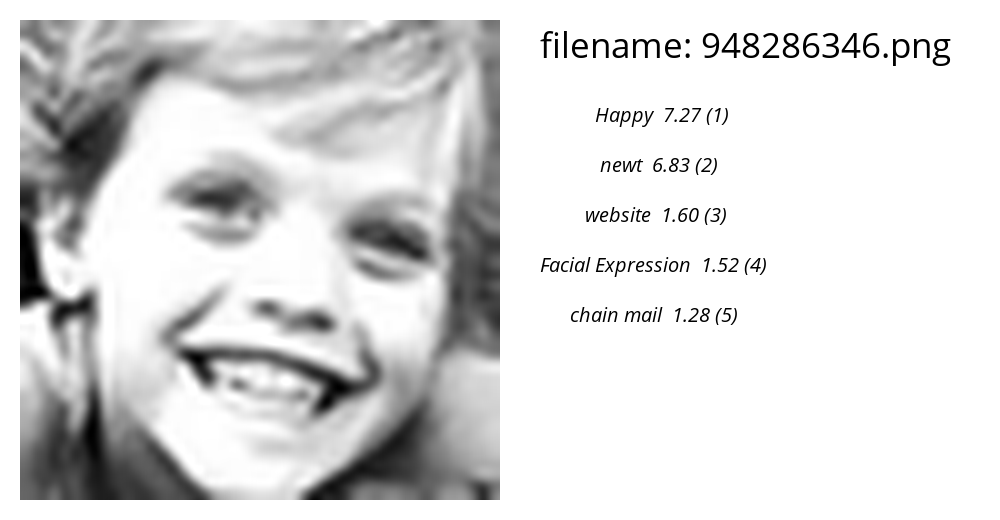 filename: 948286346.png
Happy 7.27 (1)
newt 6.83 (2)
website 1.60 (3)
Facial Expression 1.52 (4)
chain mail 1.28 (5)